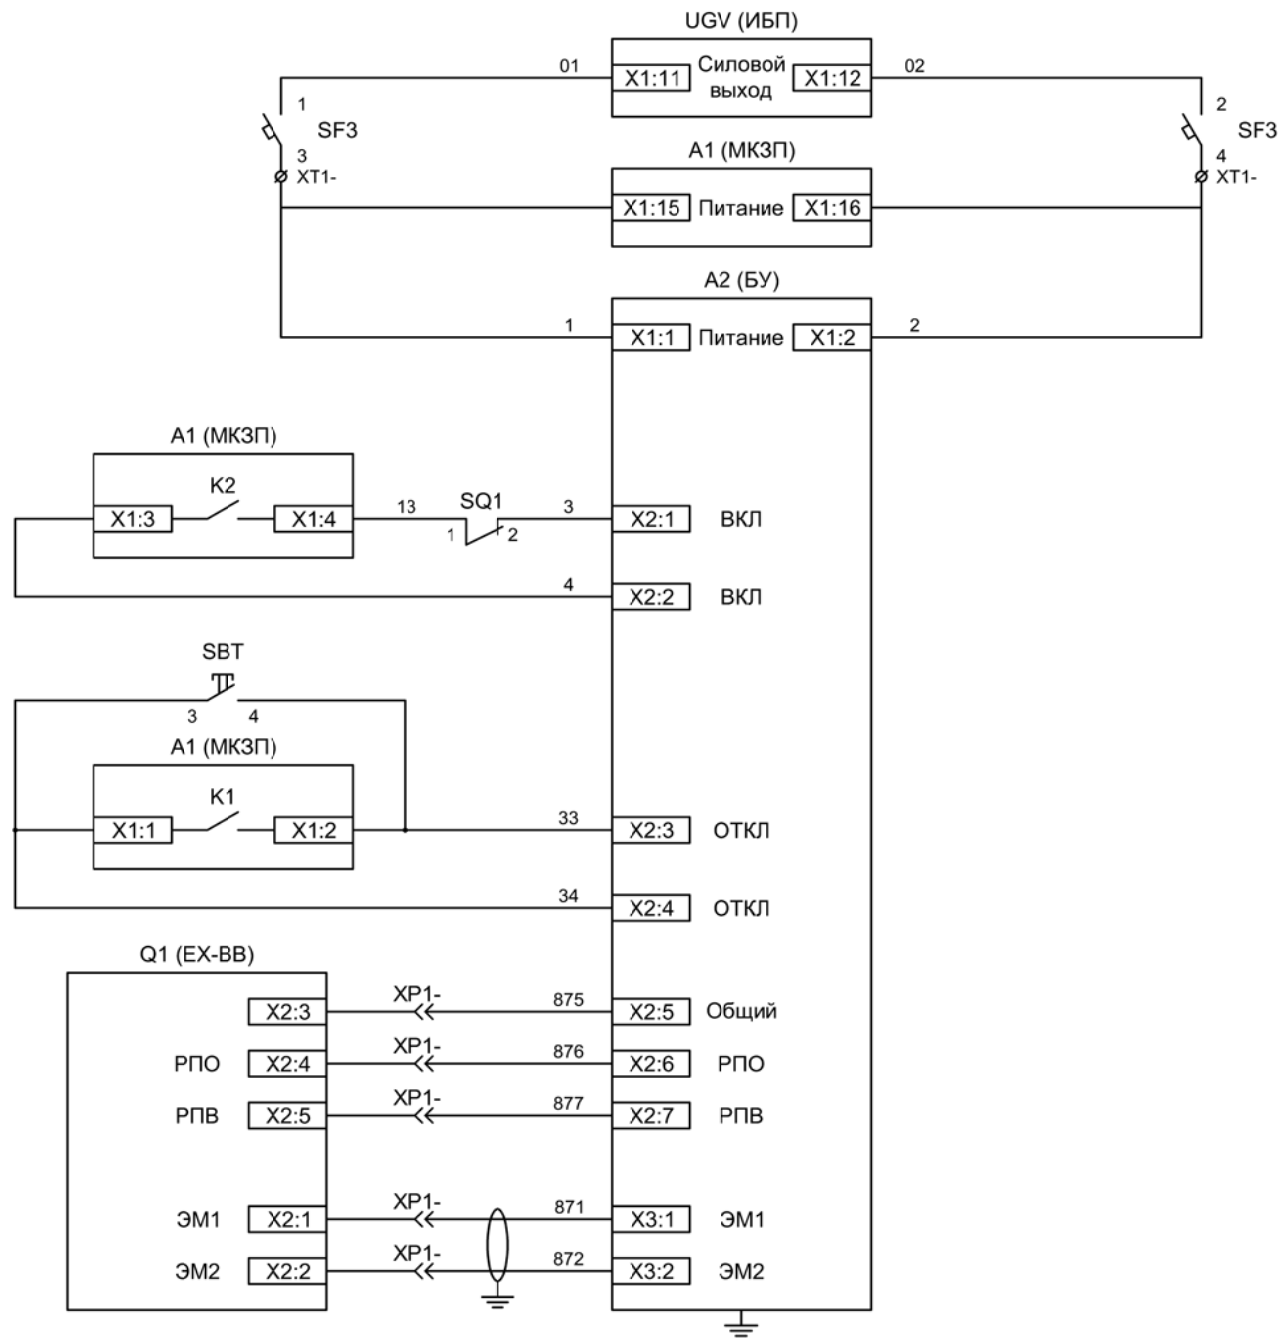 UGV (ИБП)
01 X1:11 Силовой выход X1:12 02
1 SF3 2 SF3
3 XT1- 4 XT1-
A1 (МКЗП)
X1:15 Питание X1:16
A2 (БУ)
1 X1:1 Питание X1:2 2
A1 (МКЗП)
K2
X1:3 X1:4 13 SQ1 1 2 3 X2:1 ВКЛ
4 X2:2 ВКЛ
SBT
3 4
A1 (МКЗП)
K1
X1:1 X1:2 33 X2:3 ОТКЛ
34 X2:4 ОТКЛ
Q1 (EX-BB)
X2:3 XP1- 875 X2:5 Общий
РПО X2:4 XP1- 876 X2:6 РПО
РПВ X2:5 XP1- 877 X2:7 РПВ
ЭМ1 X2:1 XP1- 871 X3:1 ЭМ1
ЭМ2 X2:2 XP1- 872 X3:2 ЭМ2